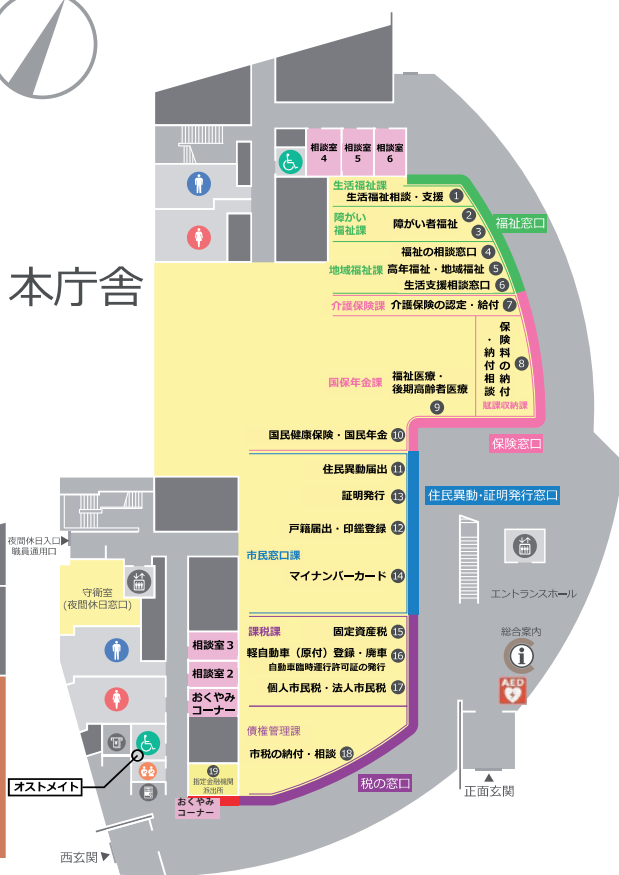 相談室
4
相談室
5
相談室
6
生活福祉課
生活福祉相談・支援 1
障がい
福祉課
障がい者福祉
2
3
福祉窓口
福祉の相談窓口 4
地域福祉課 高年福祉・地域福祉 5
生活支援相談窓口 6
介護保険課 介護保険の認定・給付 7
保険料の納付
・納付相談
8
賦課収納課
国保年金課
福祉医療・
後期高齢者医療
9
国民健康保険・国民年金 10
保険窓口
本庁舎
住民異動届出 11
証明発行 13
住民異動・証明発行窓口
戸籍届出・印鑑登録 12
市民窓口課
マイナンバーカード 14
夜間休日入口
職員通用口
守衛室
(夜間休日窓口)
エントランスホール
総合案内
AED
課税課
固定資産税 15
軽自動車（原付）登録・廃車 16
自動車臨時運行許可証の発行
個人市民税・法人市民税 17
相談室3
相談室2
おくやみ
コーナー
債権管理課
市税の納付・相談 18
19
指定金融機関
派出所
税の窓口
正面玄関
オストメイト
おくやみ
コーナー
西玄関